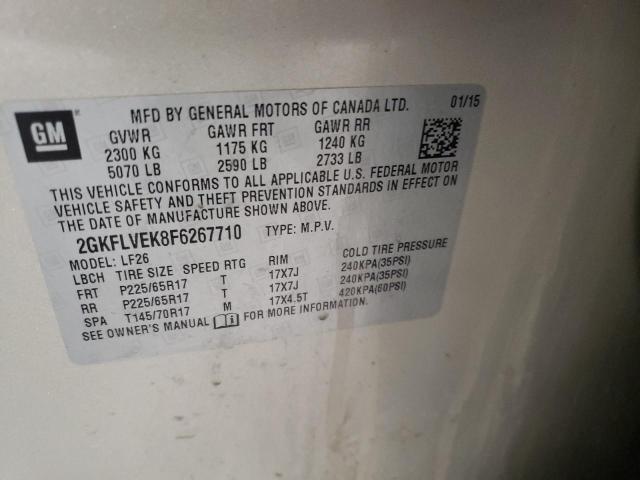 MFD BY GENERAL MOTORS OF CANADA LTD. 01/15
GM
GVWR GAWR FRT GAWR RR
2300 KG 1175 KG 1240 KG
5070 LB 2590 LB 2733 LB
THIS VEHICLE CONFORMS TO ALL APPLICABLE U.S. FEDERAL MOTOR
VEHICLE SAFETY AND THEFT PREVENTION STANDARDS IN EFFECT ON
THE DATE OF MANUFACTURE SHOWN ABOVE.
2GKFLVEK8F6267710 TYPE: M.P.V.
MODEL: LF26
LBCH TIRE SIZE SPEED RTG RIM COLD TIRE PRESSURE
FRT P225/65R17 T 17X7J 240KPA(35PSI)
RR P225/65R17 T 17X7J 240KPA(35PSI)
SPA T145/70R17 M 17X4.5T 420KPA(60PSI)
SEE OWNER'S MANUAL FOR MORE INFORMATION.